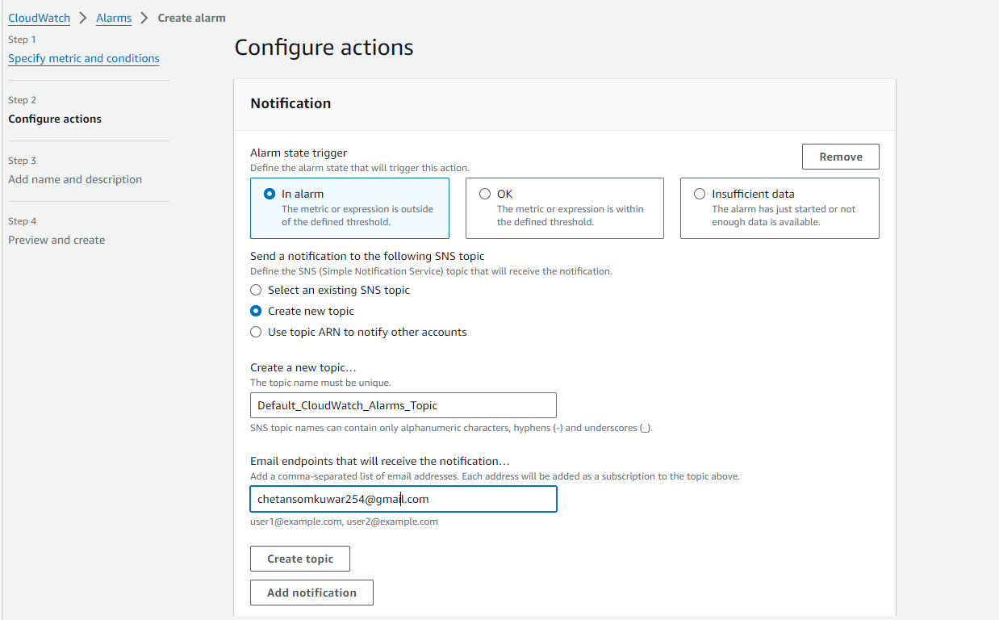 CloudWatch > Alarms > Create alarm
Step 1
Specify metric and conditions
Step 2
Configure actions
Step 3
Add name and description
Step 4
Preview and create
Configure actions
Notification
Alarm state trigger
Define the alarm state that will trigger this action.
Remove
In alarm
The metric or expression is outside
of the defined threshold.
OK
The metric or expression is within
the defined threshold.
Insufficient data
The alarm has just started or not
enough data is available.
Send a notification to the following SNS topic
Define the SNS (Simple Notification Service) topic that will receive the notification.
Select an existing SNS topic
Create new topic
Use topic ARN to notify other accounts
Create a new topic…
The topic name must be unique.
Default_CloudWatch_Alarms_Topic
SNS topic names can contain only alphanumeric characters, hyphens (-) and underscores (_).
Email endpoints that will receive the notification…
Add a comma-separated list of email addresses. Each address will be added as a subscription to the topic above.
chetansomkuwar254@gmail.com
user1@example.com, user2@example.com
Create topic
Add notification